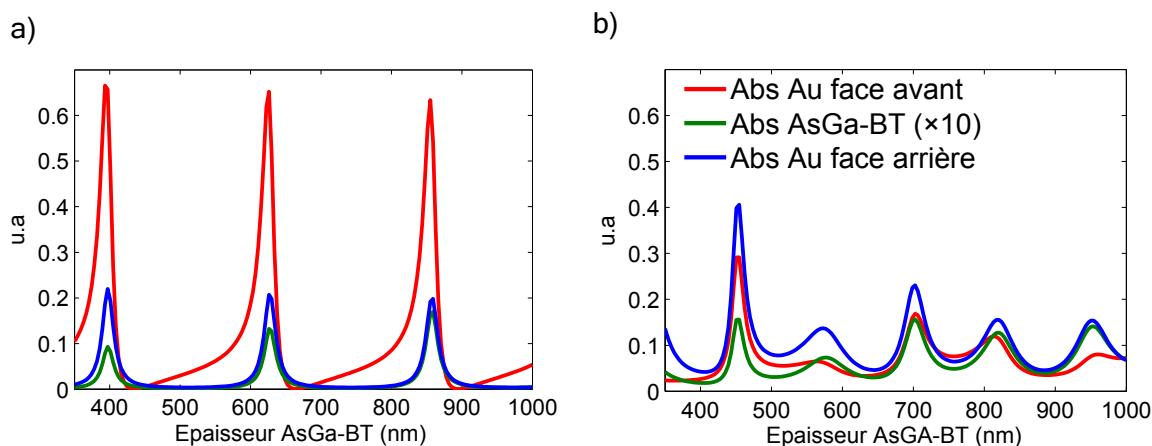 a)
0.6
0.5
0.4
0.3
0.2
0.1
0
u.a
400 500 600 700 800 900 1000
Epaisseur AsGa-BT (nm)
b)
Abs Au face avant
Abs AsGa-BT (×10)
Abs Au face arrière
0.6
0.5
0.4
0.3
0.2
0.1
0
u.a
400 500 600 700 800 900 1000
Epaisseur AsGA-BT (nm)